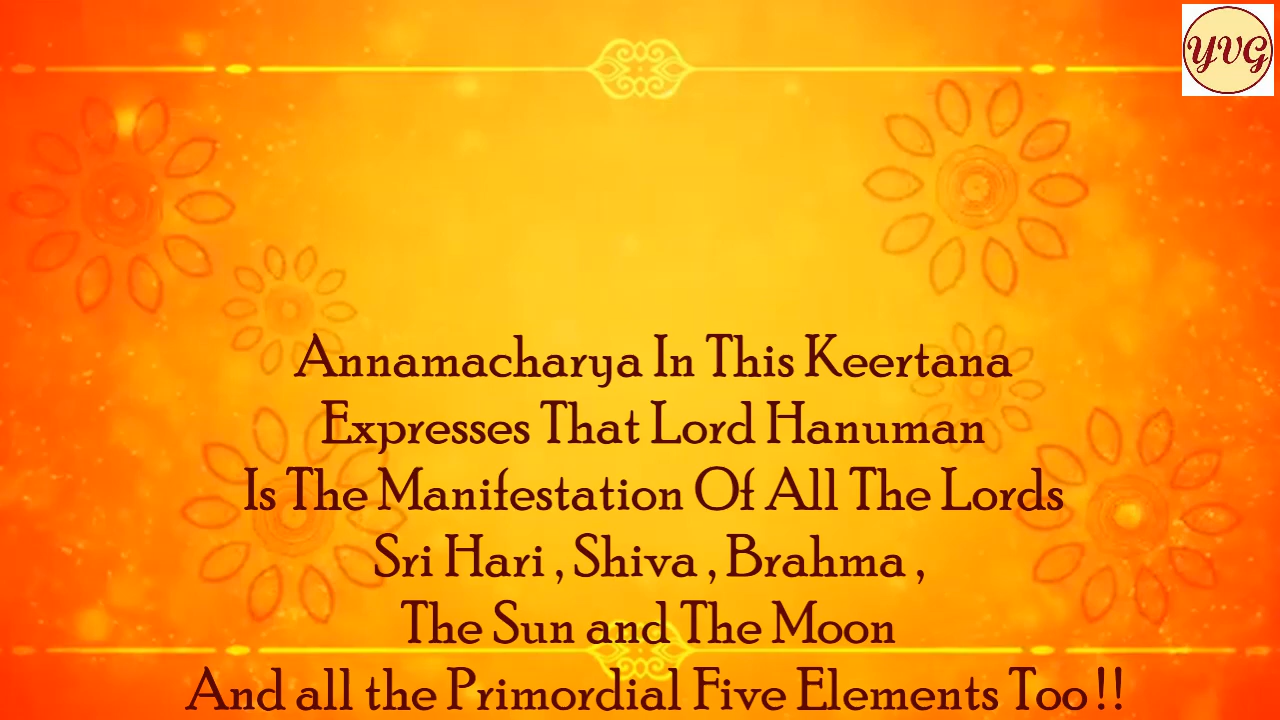 YVG
Annamacharya In This Keertana
Expresses That Lord Hanuman
Is The Manifestation Of All The Lords
Sri Hari , Shiva , Brahma ,
The Sun and The Moon
And all the Primordial Five Elements Too !!